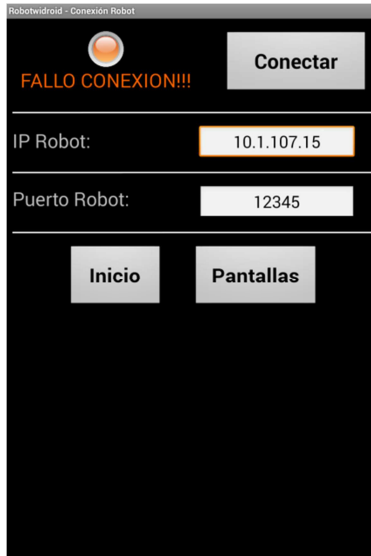 Robotwidroid - Conexión Robot
FALLO CONEXION!!!
Conectar
IP Robot:
10.1.107.15
Puerto Robot:
12345
Inicio
Pantallas